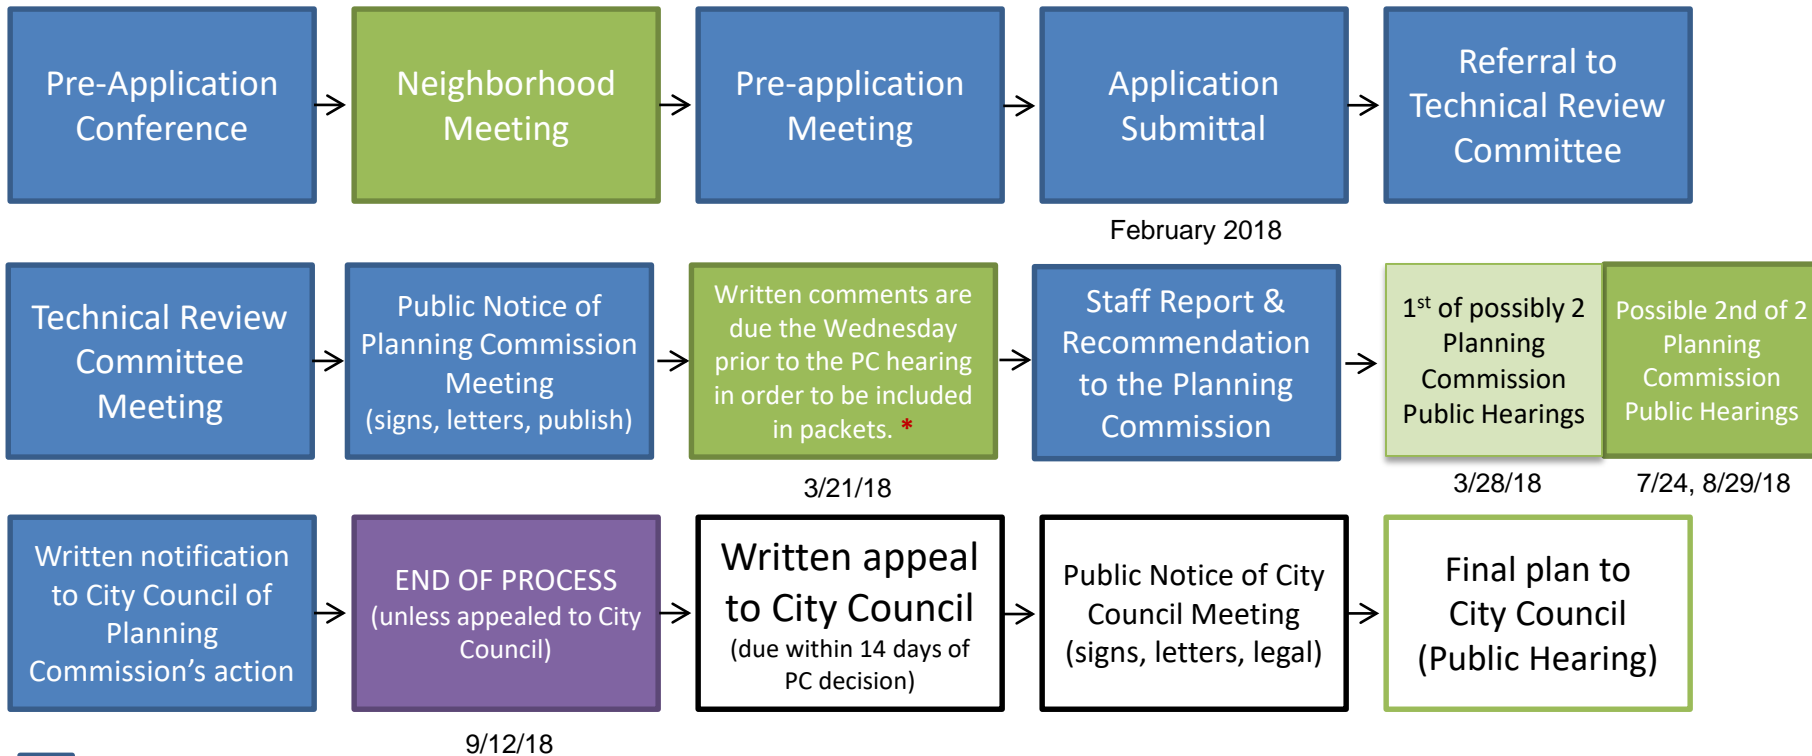 Pre-Application
Conference
Neighborhood
Meeting
Pre-application
Meeting
Application
Submittal
Referral to
Technical Review
Committee
February 2018
Technical Review
Committee
Meeting
Public Notice of
Planning Commission
Meeting
(signs, letters, publish)
Written comments are
due the Wednesday
prior to the PC hearing
in order to be included
in packets. *
Staff Report &
Recommendation
to the Planning
Commission
1st of possibly 2
Planning
Commission
Public Hearings
Possible 2nd of 2
Planning
Commission
Public Hearings
3/21/18
3/28/18
7/24, 8/29/18
Written notification
to City Council of
Planning
Commission’s action
END OF PROCESS
(unless appealed to City
Council)
Written appeal
to City Council
(due within 14 days of
PC decision)
Public Notice of City
Council Meeting
(signs, letters, legal)
Final plan to
City Council
(Public Hearing)
9/12/18